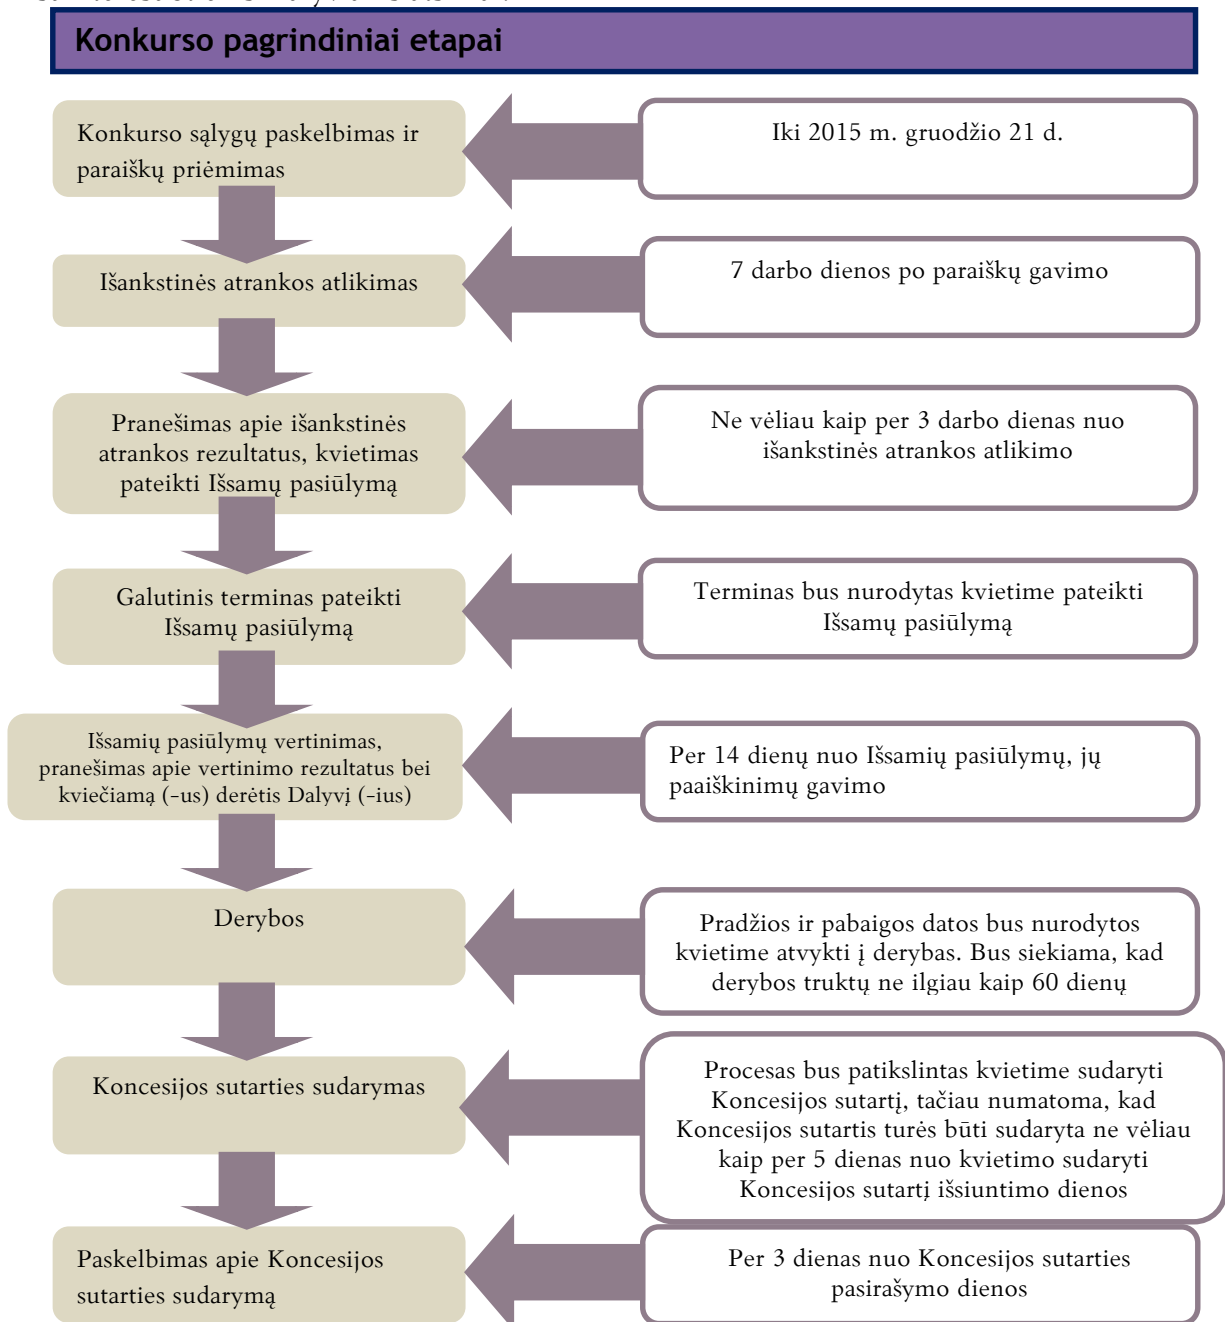 Konkurso pagrindiniai etapai
Konkurso sąlygų paskelbimas ir
paraiškų priėmimas
Iki 2015 m. gruodžio 21 d.
Išankstinės atrankos atlikimas
7 darbo dienos po paraiškų gavimo
Pranešimas apie išankstinės
atrankos rezultatus, kvietimas
pateikti Išsamų pasiūlymą
Ne vėliau kaip per 3 darbo dienas nuo
išankstinės atrankos atlikimo
Galutinis terminas pateikti
Išsamų pasiūlymą
Terminas bus nurodytas kvietime pateikti
Išsamų pasiūlymą
Išsamių pasiūlymų vertinimas,
pranešimas apie vertinimo rezultatus bei
kviečiamą (-us) derėtis Dalyvį (-ius)
Per 14 dienų nuo Išsamių pasiūlymų, jų
paaiškinimų gavimo
Derybos
Pradžios ir pabaigos datos bus nurodytos
kvietime atvykti į derybas. Bus siekiama, kad
derybos truktų ne ilgiau kaip 60 dienų
Koncesijos sutarties sudarymas
Procesas bus patikslintas kvietime sudaryti
Koncesijos sutartį, tačiau numatoma, kad
Koncesijos sutartis turės būti sudaryta ne vėliau
kaip per 5 dienas nuo kvietimo sudaryti
Koncesijos sutartį išsiuntimo dienos
Paskelbimas apie Koncesijos
sutarties sudarymą
Per 3 dienas nuo Koncesijos sutarties
pasirašymo dienos